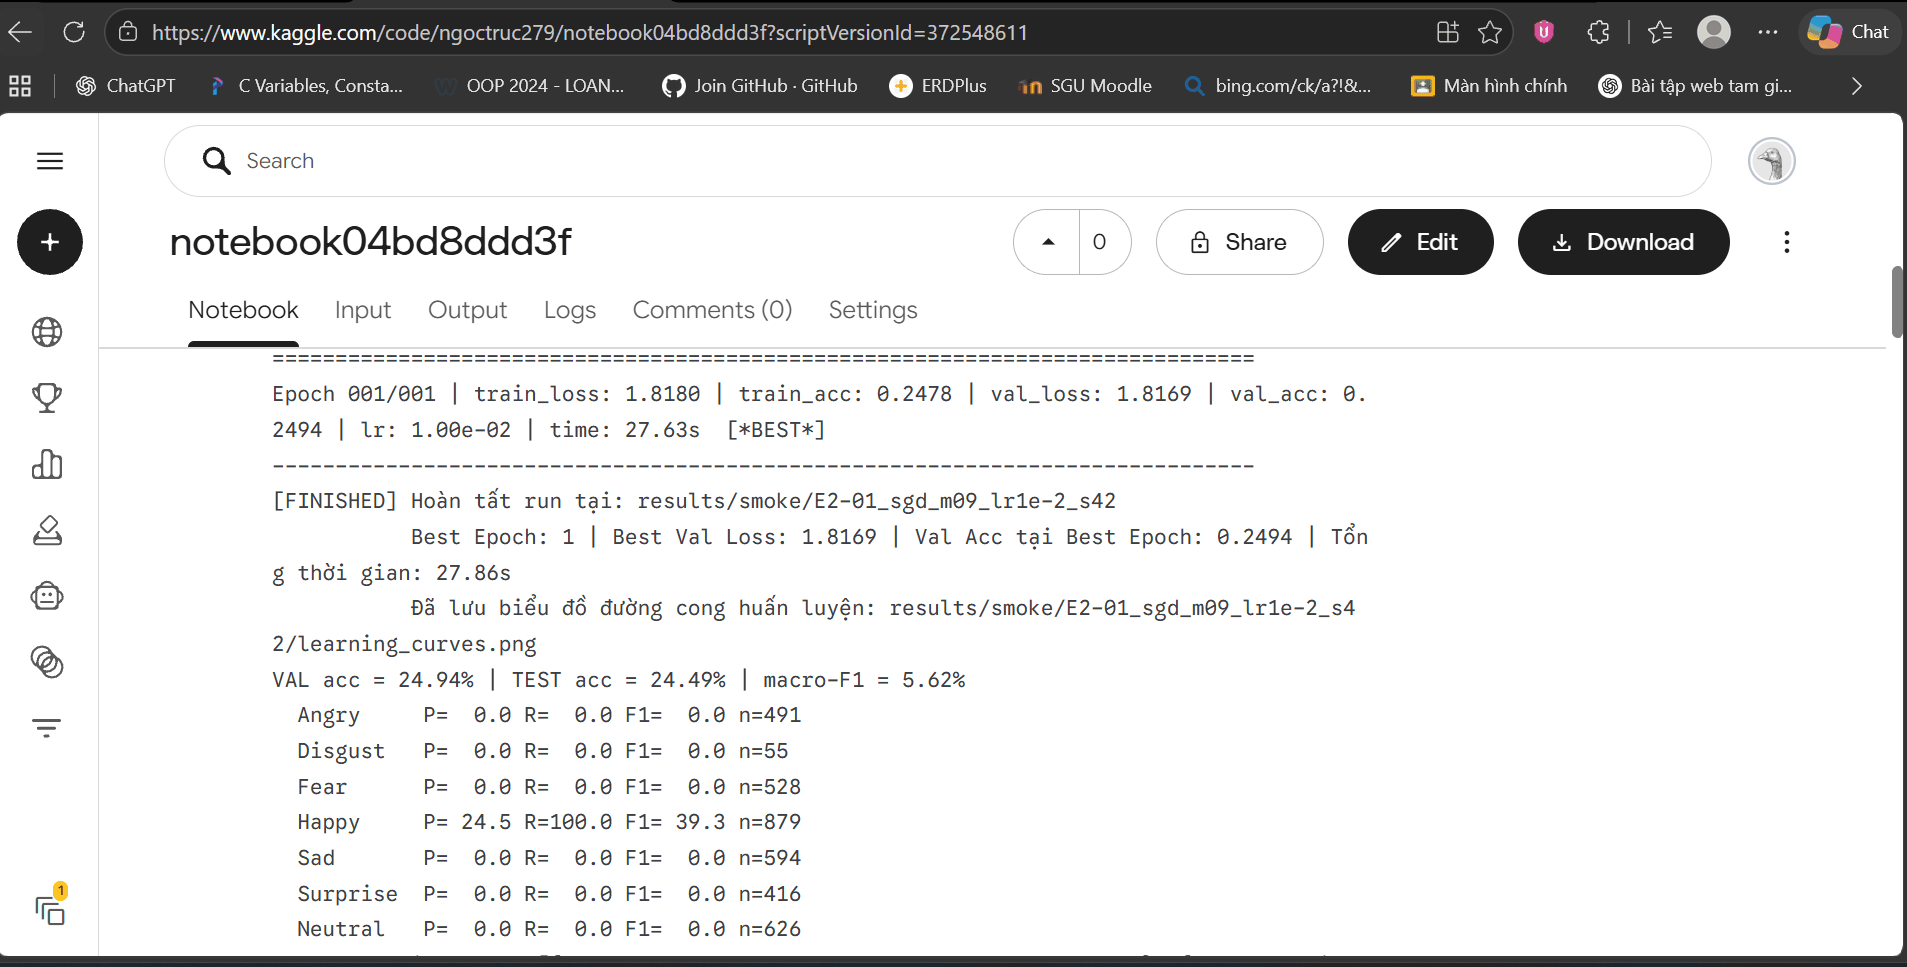 https://www.kaggle.com/code/ngoctruc279/notebook04bd8ddd3f?scriptVersionId=372548611
Chat
ChatGPT
C Variables, Consta...
OOP 2024 - LOAN...
Join GitHub · GitHub
ERDPlus
SGU Moodle
bing.com/ck/a?!&...
Màn hình chính
Bài tập web tam gi...
Search
notebook04bd8ddd3f
0
Share
Edit
Download
Notebook
Input
Output
Logs
Comments (0)
Settings
==============================================================================
Epoch 001/001 | train_loss: 1.8180 | train_acc: 0.2478 | val_loss: 1.8169 | val_acc: 0.
2494 | lr: 1.00e-02 | time: 27.63s  [*BEST*]
------------------------------------------------------------------------------
[FINISHED] Hoàn tất run tại: results/smoke/E2-01_sgd_m09_lr1e-2_s42
Best Epoch: 1 | Best Val Loss: 1.8169 | Val Acc tại Best Epoch: 0.2494 | Tổn
g thời gian: 27.86s
Đã lưu biểu đồ đường cong huấn luyện: results/smoke/E2-01_sgd_m09_lr1e-2_s4
2/learning_curves.png
VAL acc = 24.94% | TEST acc = 24.49% | macro-F1 = 5.62%
Angry     P=  0.0 R=  0.0 F1=  0.0 n=491
Disgust   P=  0.0 R=  0.0 F1=  0.0 n=55
Fear      P=  0.0 R=  0.0 F1=  0.0 n=528
Happy     P= 24.5 R=100.0 F1= 39.3 n=879
Sad       P=  0.0 R=  0.0 F1=  0.0 n=594
Surprise  P=  0.0 R=  0.0 F1=  0.0 n=416
Neutral   P=  0.0 R=  0.0 F1=  0.0 n=626
1